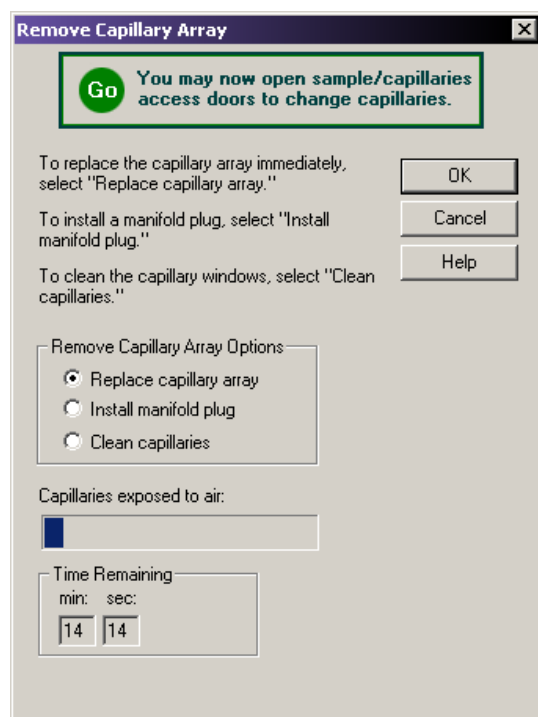 Remove Capillary Array
Go
You may now open sample/capillaries
access doors to change capillaries.
To replace the capillary array immediately,
select "Replace capillary array."
To install a manifold plug, select "Install
manifold plug."
To clean the capillary windows, select "Clean
capillaries."
OK
Cancel
Help
Remove Capillary Array Options
Replace capillary array
Install manifold plug
Clean capillaries
Capillaries exposed to air:
Time Remaining
min: sec:
14 14